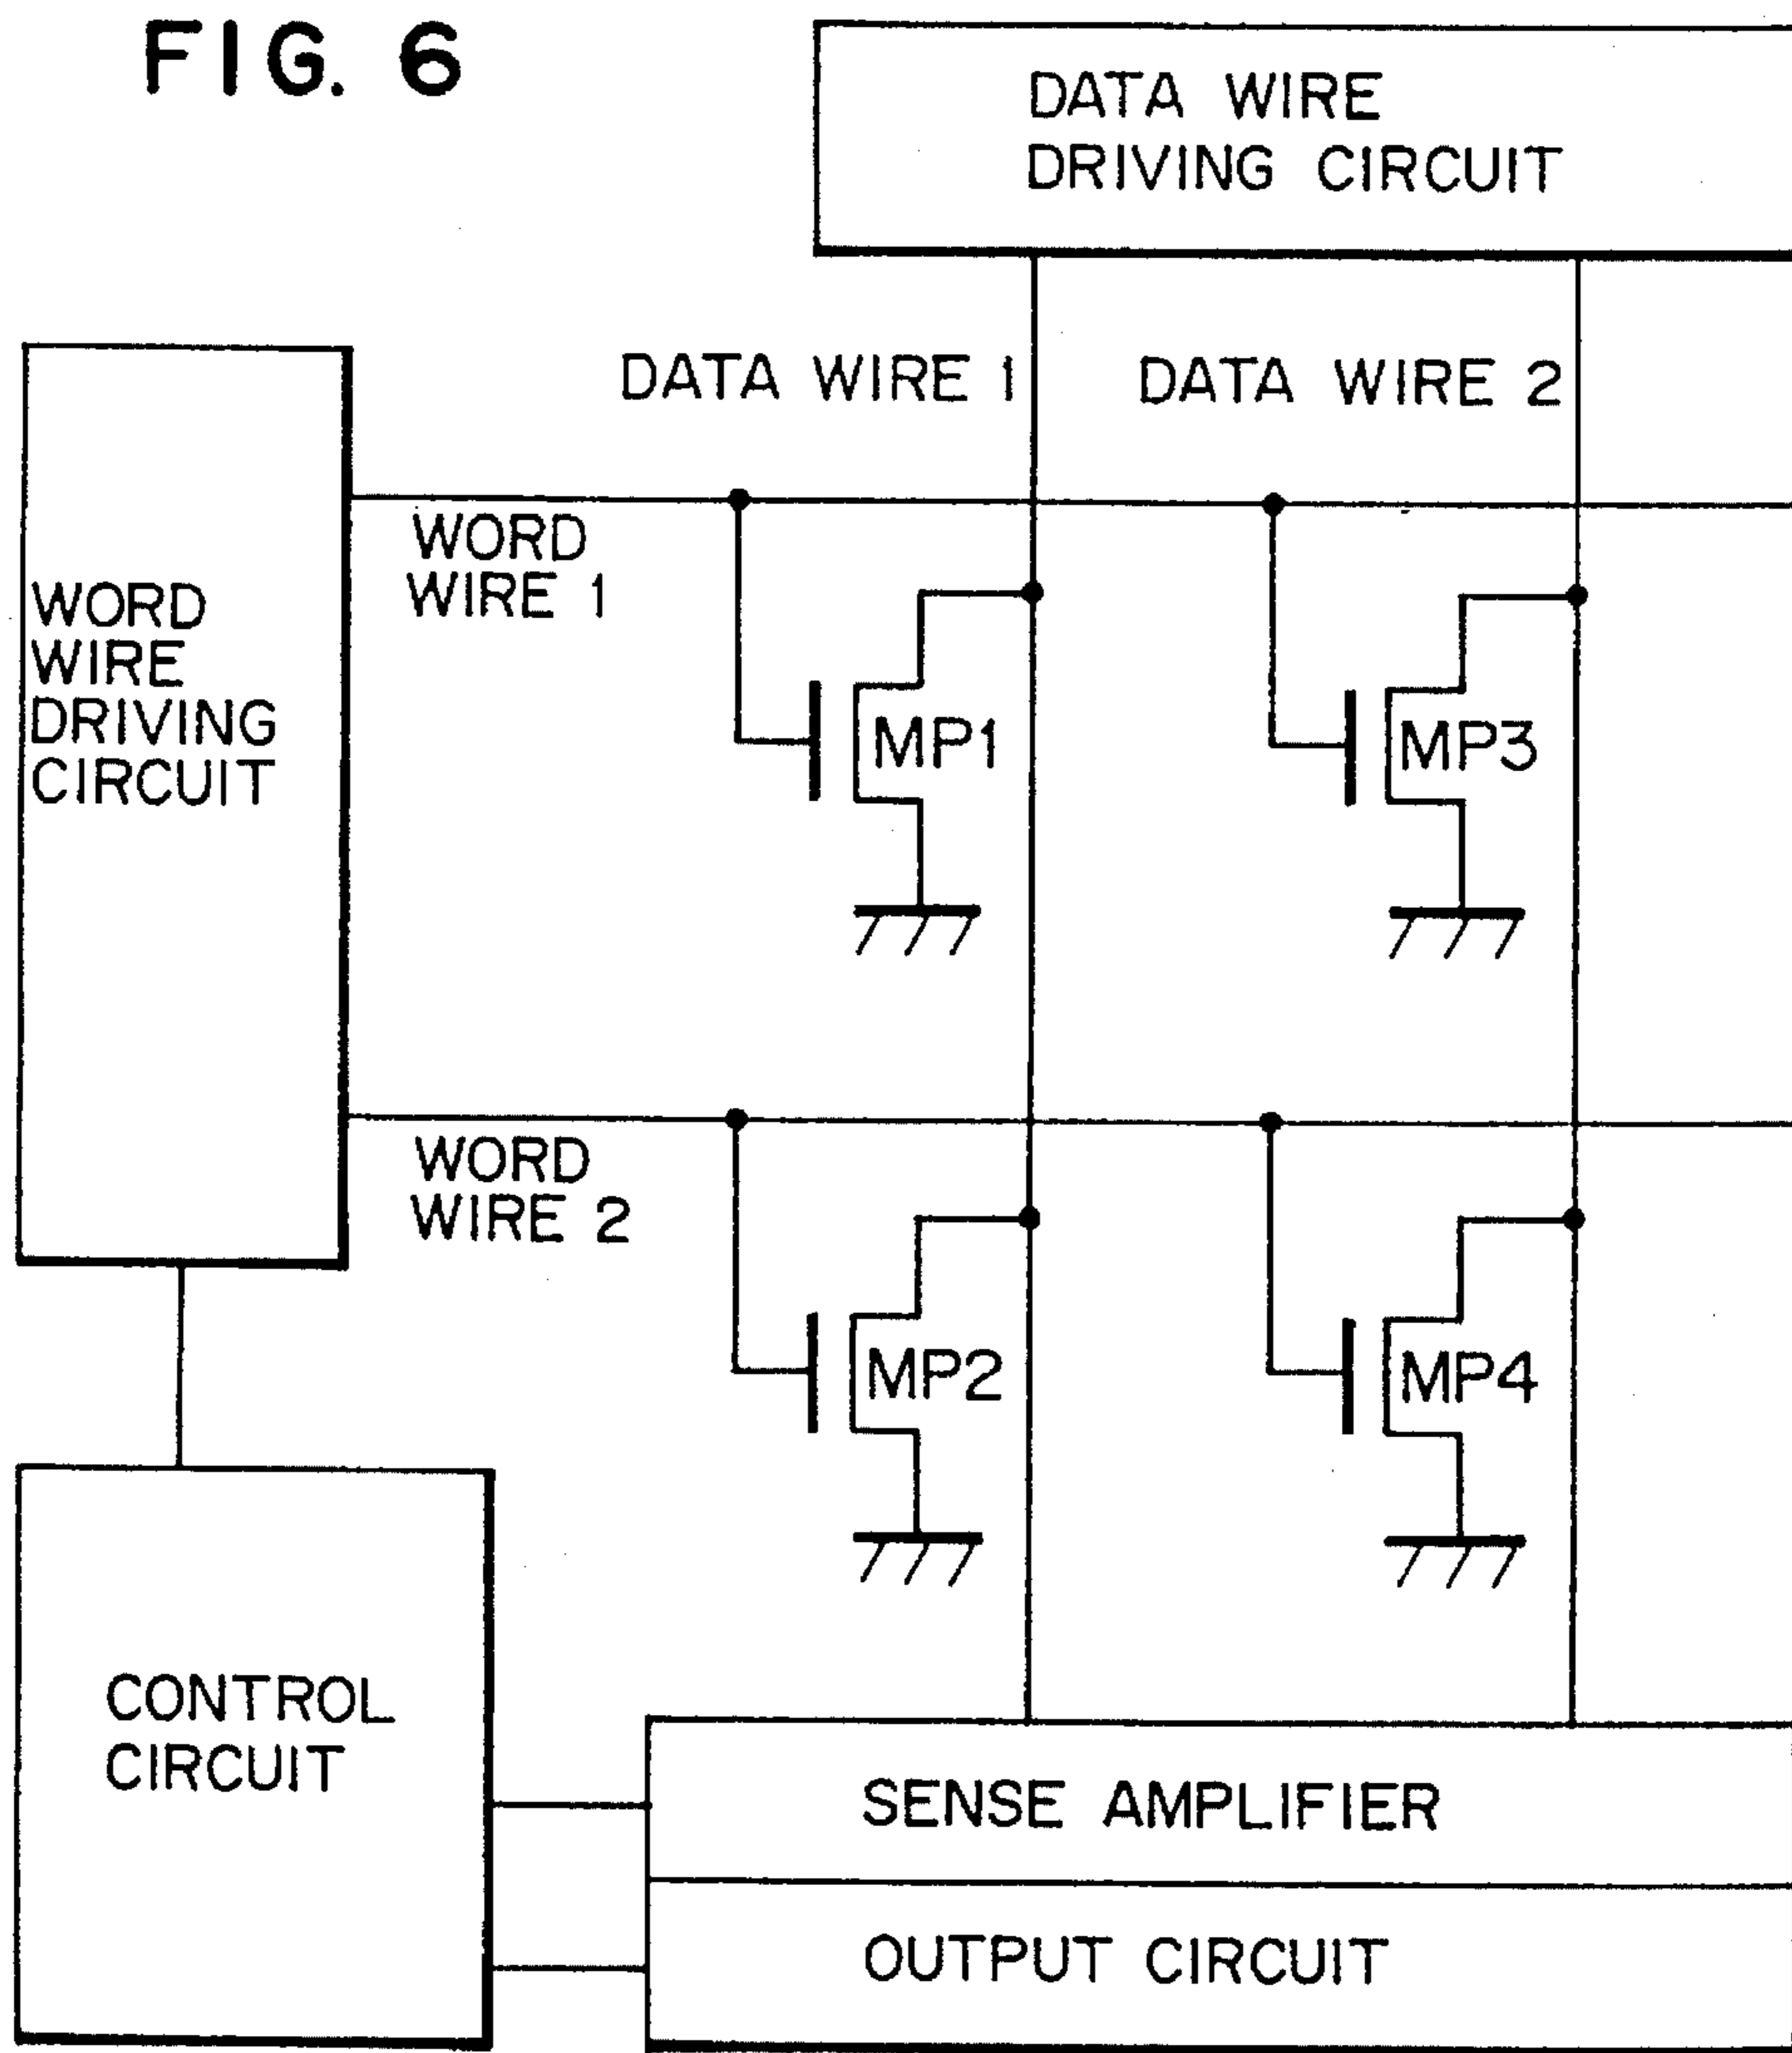 FIG. 6
DATA WIRE
DRIVING CIRCUIT
DATA WIRE 1
DATA WIRE 2
WORD
WIRE 1
WORD
WIRE
DRIVING
CIRCUIT
MP1
MP3
WORD
WIRE 2
MP2
MP4
CONTROL
CIRCUIT
SENSE AMPLIFIER
OUTPUT CIRCUIT